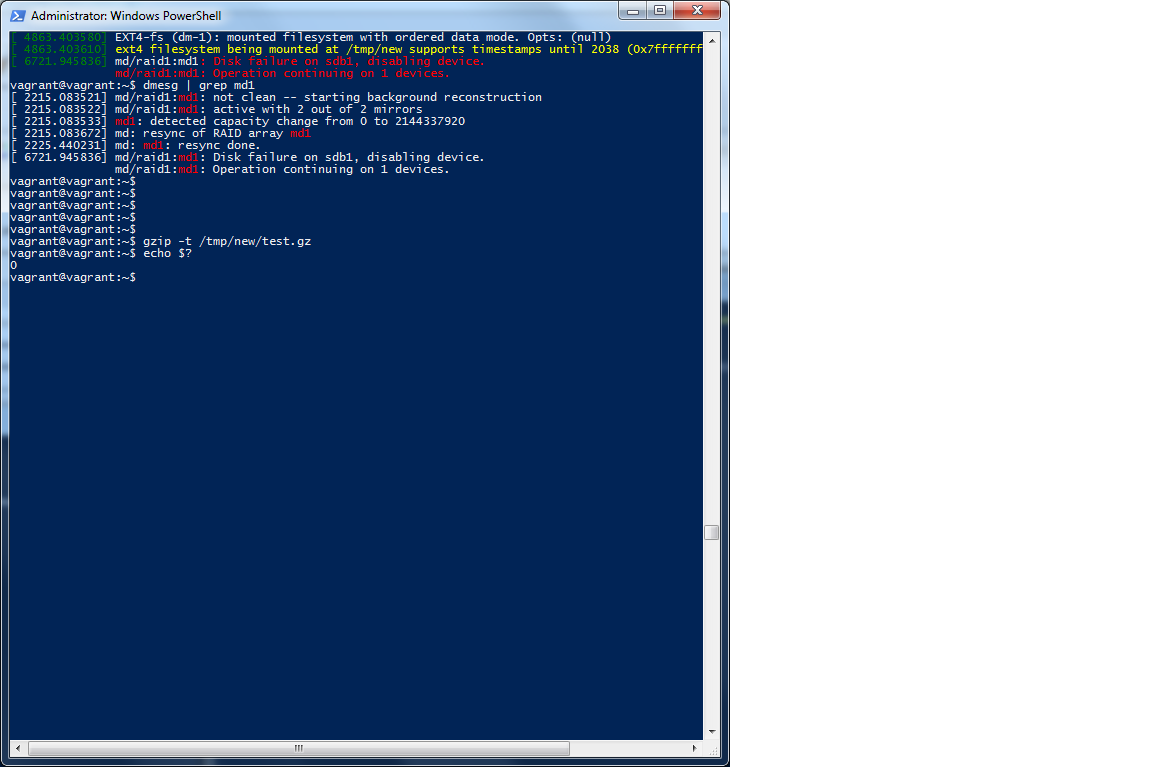 Administrator: Windows PowerShell
[ 4863.403580] EXT4-fs (dm-1): mounted filesystem with ordered data mode. Opts: (null)
[ 4863.403610] ext4 filesystem being mounted at /tmp/new supports timestamps until 2038 (0x7fffffff
[ 6721.945836] md/raid1:md1: Disk failure on sdb1, disabling device.
md/raid1:md1: Operation continuing on 1 devices.
vagrant@vagrant:~$ dmesg | grep md1
[ 2215.083521] md/raid1:md1: not clean -- starting background reconstruction
[ 2215.083522] md/raid1:md1: active with 2 out of 2 mirrors
[ 2215.083533] md1: detected capacity change from 0 to 2144337920
[ 2215.083672] md: resync of RAID array md1
[ 2225.440231] md: md1: resync done.
[ 6721.945836] md/raid1:md1: Disk failure on sdb1, disabling device.
md/raid1:md1: Operation continuing on 1 devices.
vagrant@vagrant:~$
vagrant@vagrant:~$
vagrant@vagrant:~$
vagrant@vagrant:~$
vagrant@vagrant:~$
vagrant@vagrant:~$ gzip -t /tmp/new/test.gz
vagrant@vagrant:~$ echo $?
0
vagrant@vagrant:~$